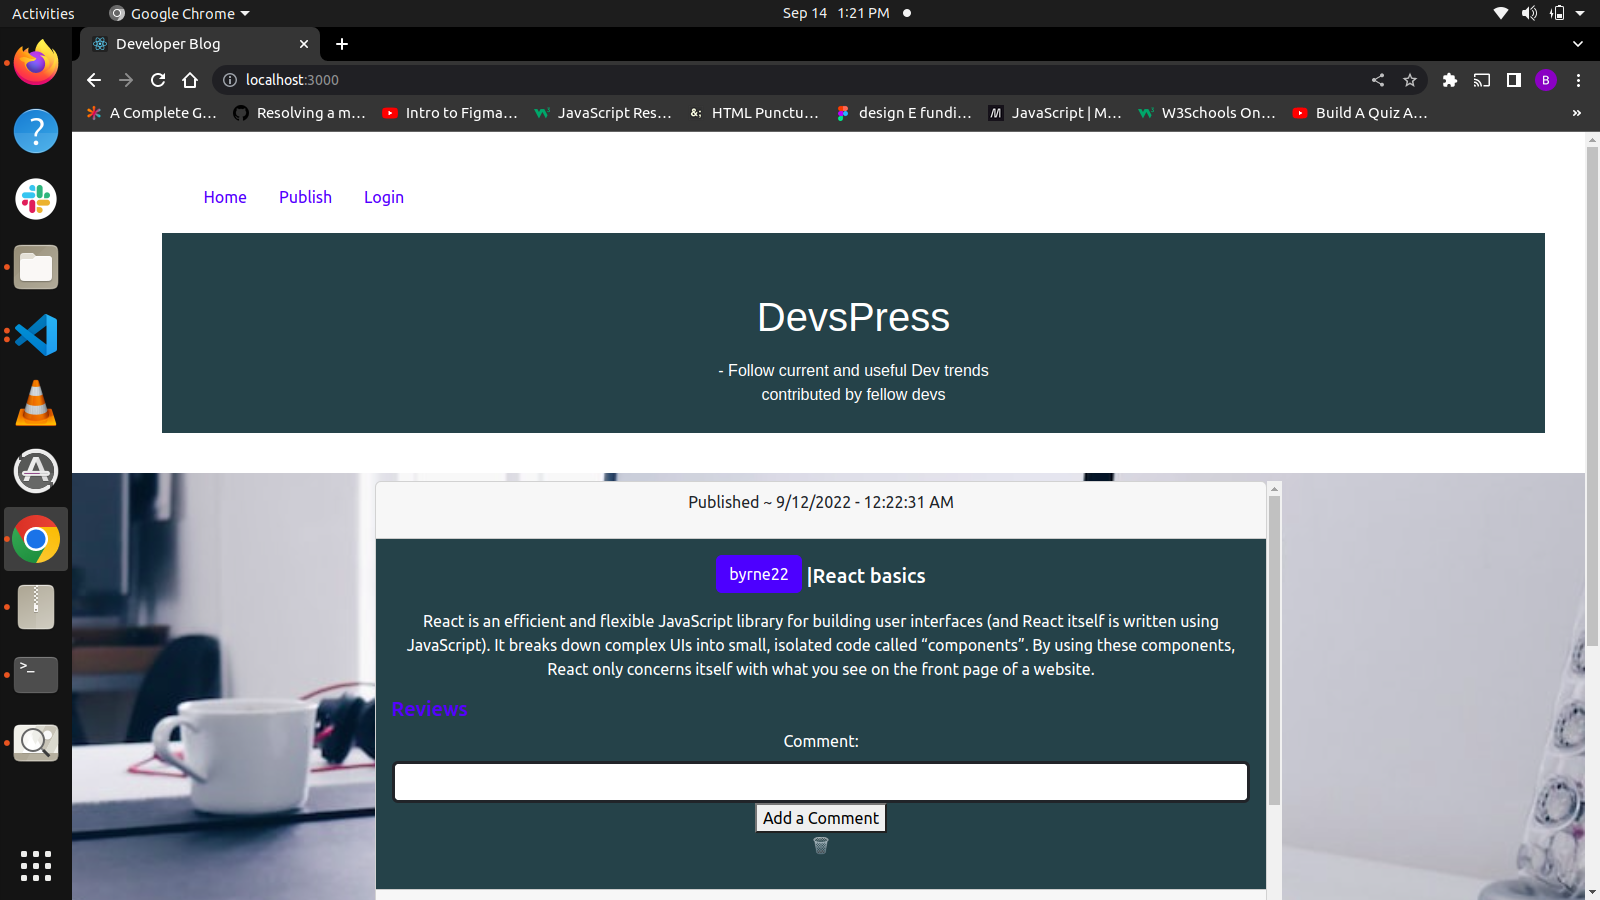 Activities
Google Chrome
Sep 14 1:21 PM
Developer Blog
localhost:3000
B
A Complete G...
Resolving a m...
Intro to Figma...
JavaScript Res...
&; HTML Punctu...
design E fundi...
JavaScript | M...
W3Schools On...
Build A Quiz A...
»
Home Publish Login
DevsPress
- Follow current and useful Dev trends
contributed by fellow devs
Published ~ 9/12/2022 - 12:22:31 AM
byrne22 |React basics
React is an efficient and flexible JavaScript library for building user interfaces (and React itself is written using
JavaScript). It breaks down complex UIs into small, isolated code called “components”. By using these components,
React only concerns itself with what you see on the front page of a website.
Reviews
Comment:
Add a Comment